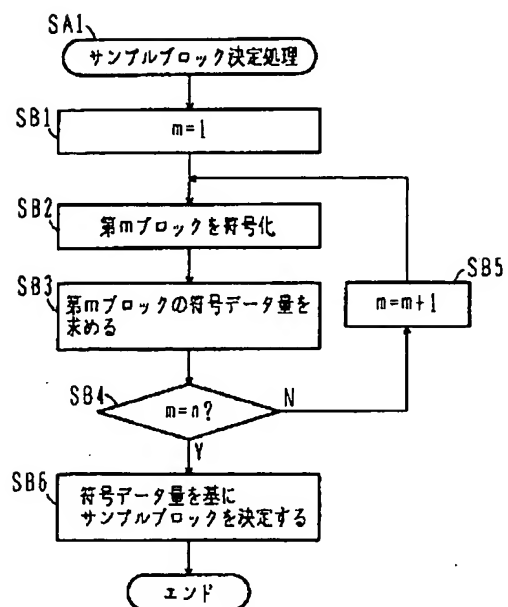 SA1
サンプルブロック決定処理
SB1
m=1
SB2
第mブロックを符号化
SB3
第mブロックの符号データ量を
求める
SB5
m=m+1
SB4
m=n?
N
Y
SB6
符号データ量を基に
サンプルブロックを決定する
エンド